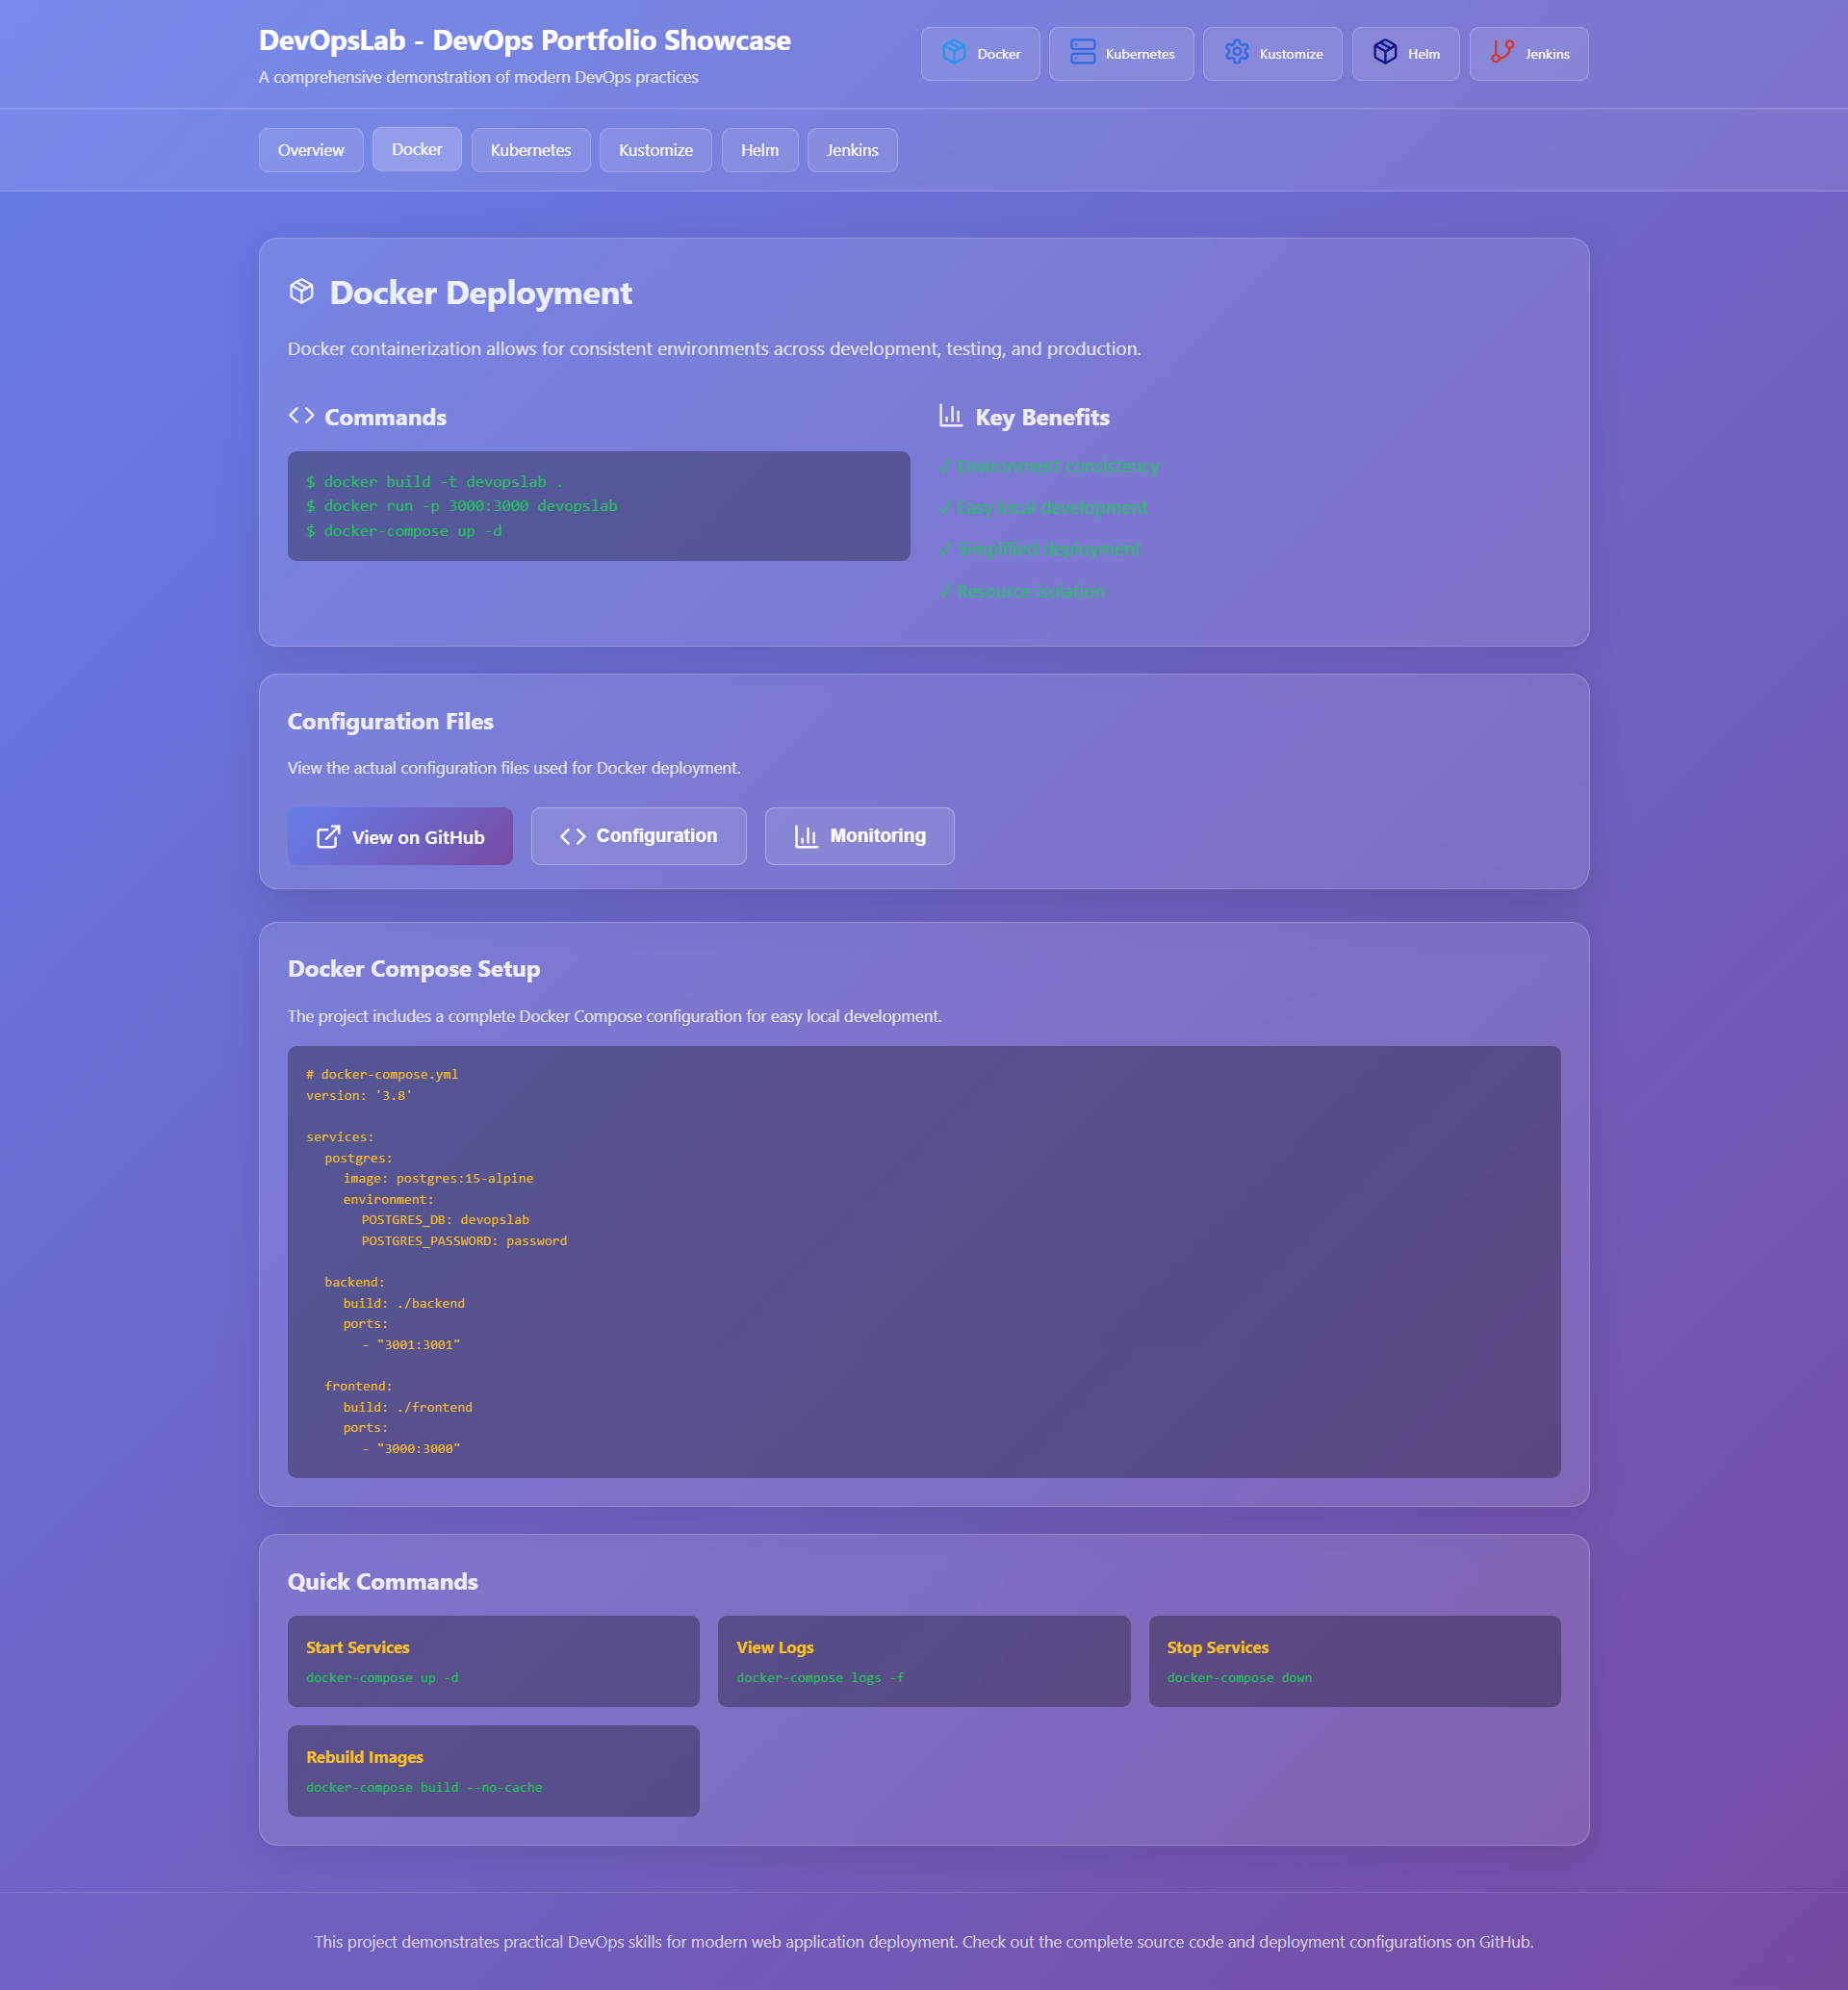 DevOpsLab - DevOps Portfolio Showcase
A comprehensive demonstration of modern DevOps practices
Docker
Kubernetes
Kustomize
Helm
Jenkins
Overview
Docker
Kubernetes
Kustomize
Helm
Jenkins
Docker Deployment
Docker containerization allows for consistent environments across development, testing, and production.
Commands
$ docker build -t devopslab .
$ docker run -p 3000:3000 devopslab
$ docker-compose up -d
Key Benefits
✓ Environment consistency
✓ Easy local development
✓ Simplified deployment
✓ Resource isolation
Configuration Files
View the actual configuration files used for Docker deployment.
View on GitHub
Configuration
Monitoring
Docker Compose Setup
The project includes a complete Docker Compose configuration for easy local development.
# docker-compose.yml
version: '3.8'
services:
postgres:
image: postgres:15-alpine
environment:
POSTGRES_DB: devopslab
POSTGRES_PASSWORD: password
backend:
build: ./backend
ports:
- "3001:3001"
frontend:
build: ./frontend
ports:
- "3000:3000"
Quick Commands
Start Services
docker-compose up -d
View Logs
docker-compose logs -f
Stop Services
docker-compose down
Rebuild Images
docker-compose build --no-cache
This project demonstrates practical DevOps skills for modern web application deployment. Check out the complete source code and deployment configurations on GitHub.